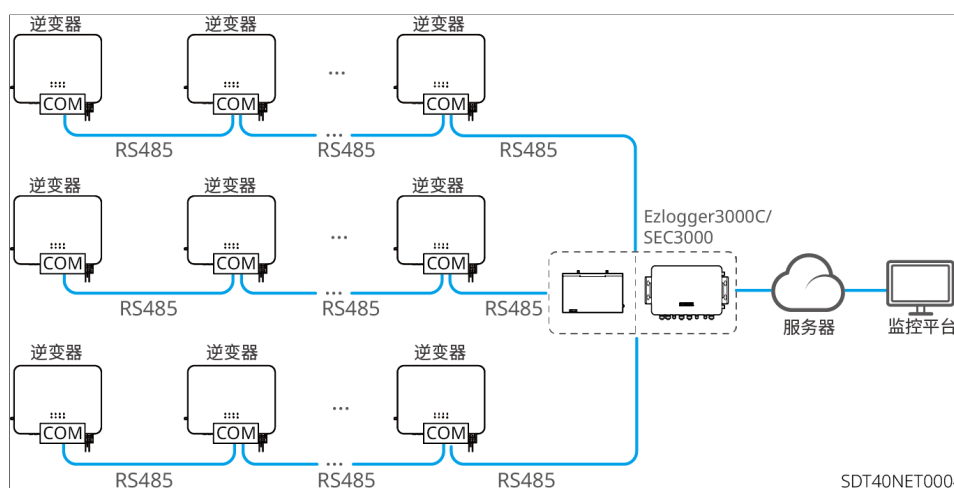 逆变器 逆变器 逆变器
...
COM COM COM
...
RS485 RS485 RS485
逆变器 逆变器 逆变器
Ezlogger3000C/
SEC3000
...
COM COM COM
...
RS485 RS485 RS485
服务器 监控平台
逆变器 逆变器 逆变器
...
COM COM COM
...
RS485 RS485 RS485
SDT40NET0004